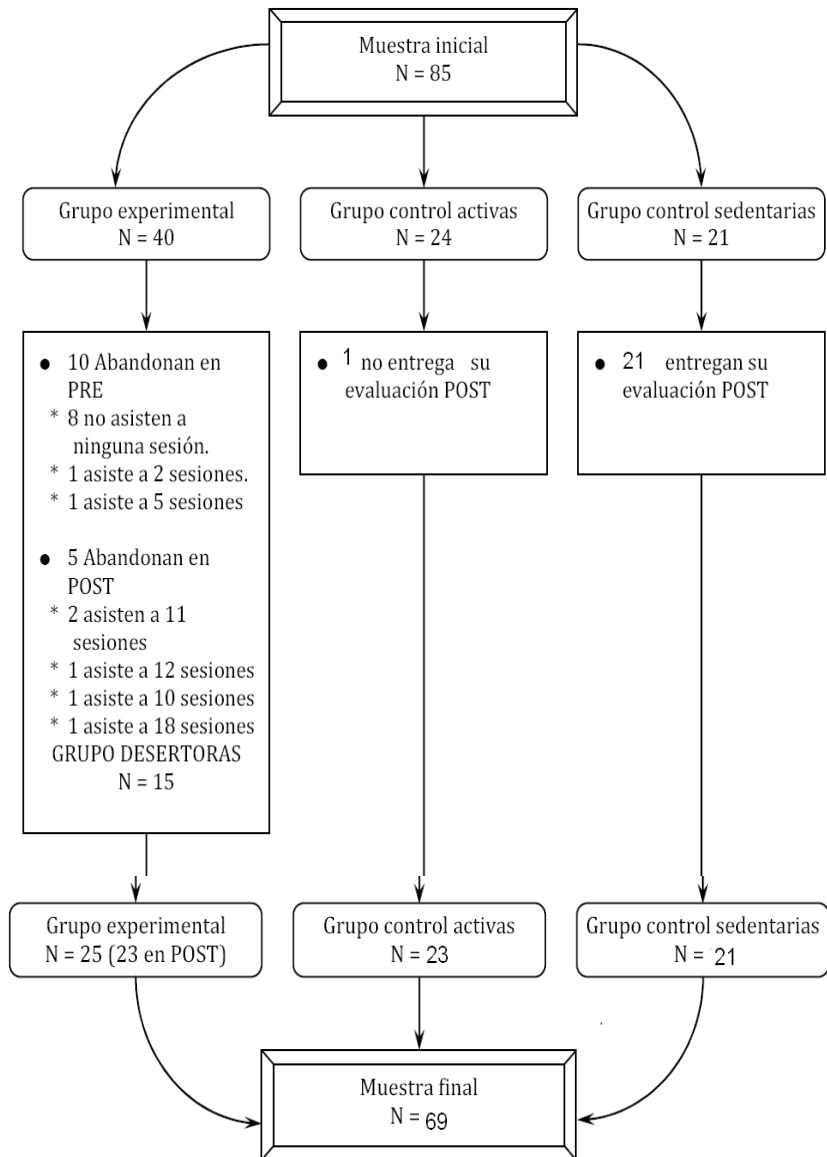 Muestra inicial
N = 85
Grupo experimental
N = 40
Grupo control activas
N = 24
Grupo control sedentarias
N = 21
● 10 Abandonan en
PRE
* 8 no asisten a
ninguna sesión.
* 1 asiste a 2 sesiones.
* 1 asiste a 5 sesiones
● 5 Abandonan en
POST
* 2 asisten a 11
sesiones
* 1 asiste a 12 sesiones
* 1 asiste a 10 sesiones
* 1 asiste a 18 sesiones
GRUPO DESERTORAS
N = 15
● 1 no entrega su
evaluación POST
● 21 entregan su
evaluación POST
Grupo experimental
N = 25 (23 en POST)
Grupo control activas
N = 23
Grupo control sedentarias
N = 21
Muestra final
N = 69